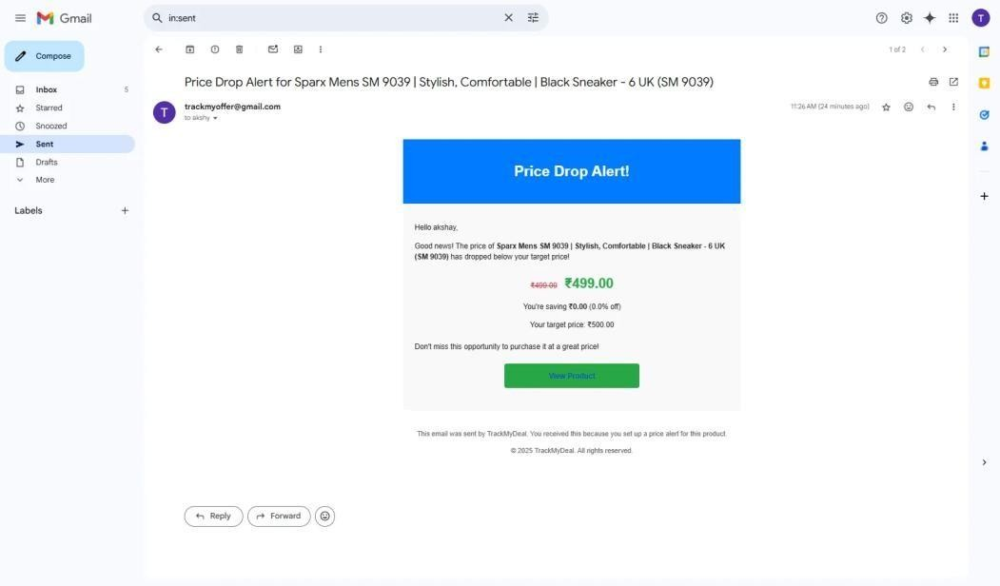 Gmail
in:sent
Compose
1 of 2
Price Drop Alert for Sparx Mens SM 9039 | Stylish, Comfortable | Black Sneaker - 6 UK (SM 9039)
Inbox 5
Starred
Snoozed
Sent
Drafts
More
Labels
T
trackmyoffer@gmail.com
to akshy
11:26 AM (24 minutes ago)
T
Price Drop Alert!
Hello akshay,
Good news! The price of Sparx Mens SM 9039 | Stylish, Comfortable | Black Sneaker - 6 UK
(SM 9039) has dropped below your target price!
₹499.00 ₹499.00
You're saving ₹0.00 (0.0% off)
Your target price: ₹500.00
Don't miss this opportunity to purchase it at a great price!
View Product
This email was sent by TrackMyDeal. You received this because you set up a price alert for this product.
© 2025 TrackMyDeal. All rights reserved.
Reply
Forward